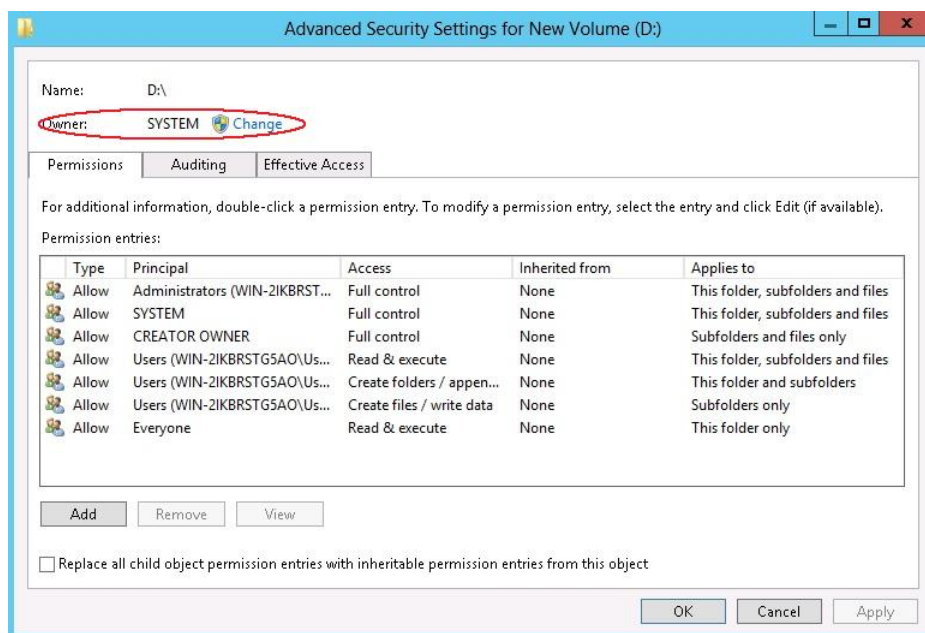 Advanced Security Settings for New Volume (D:)
Name: D:\
Owner: SYSTEM Change
Permissions Auditing Effective Access
For additional information, double-click a permission entry. To modify a permission entry, select the entry and click Edit (if available).
Permission entries:
Type Principal Access Inherited from Applies to
Allow Administrators (WIN-2IKBRST... Full control None This folder, subfolders and files
Allow SYSTEM Full control None This folder, subfolders and files
Allow CREATOR OWNER Full control None Subfolders and files only
Allow Users (WIN-2IKBRSTG5AO\Us... Read & execute None This folder, subfolders and files
Allow Users (WIN-2IKBRSTG5AO\Us... Create folders / appen... None This folder and subfolders
Allow Users (WIN-2IKBRSTG5AO\Us... Create files / write data None Subfolders only
Allow Everyone Read & execute None This folder only
Add Remove View
Replace all child object permission entries with inheritable permission entries from this object
OK Cancel Apply